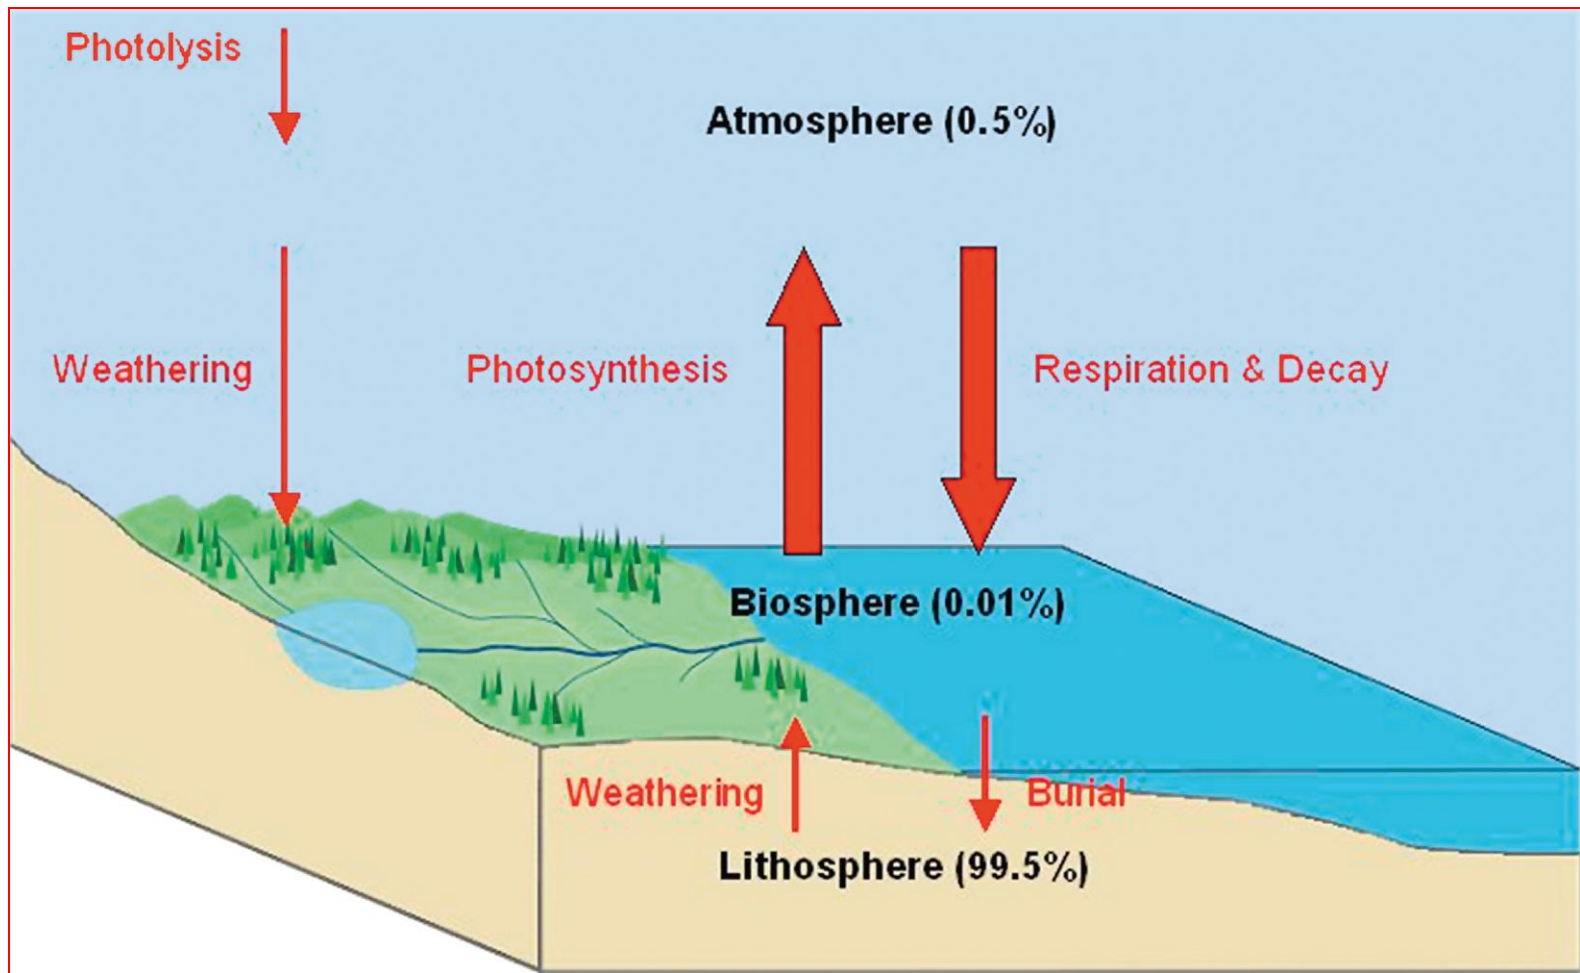 Photolysis
Atmosphere (0.5%)
Weathering
Photosynthesis
Respiration & Decay
Biosphere (0.01%)
Weathering
Burial
Lithosphere (99.5%)